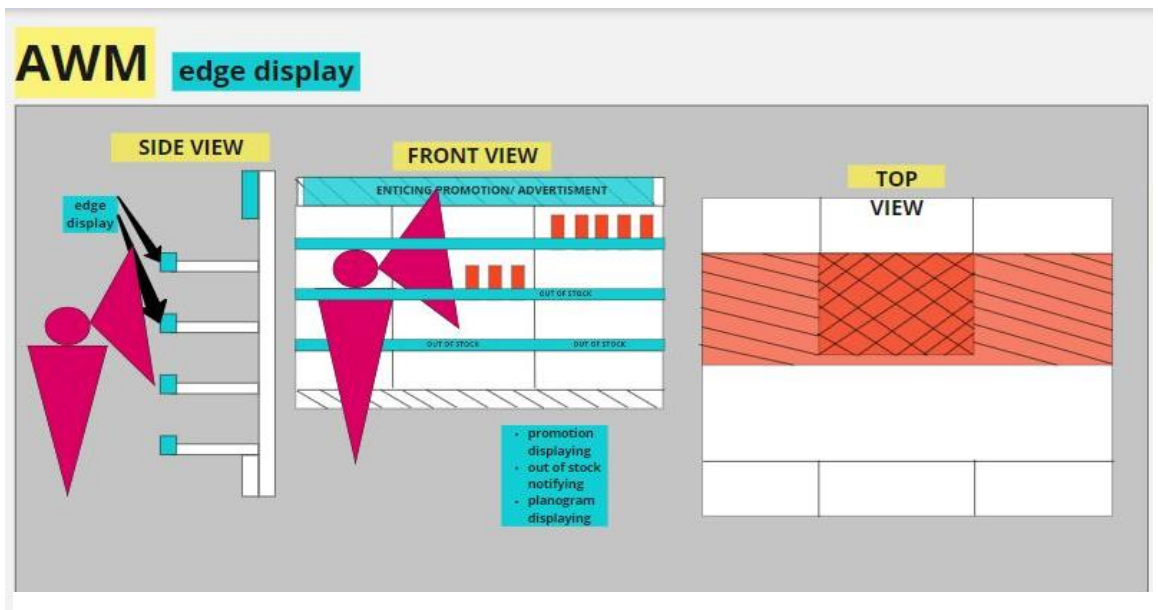 AWM
edge display
SIDE VIEW
FRONT VIEW
TOP
VIEW
edge
display
ENTICING PROMOTION/ ADVERTISMENT
OUT OF STOCK
OUT OF STOCK
OUT OF STOCK
• promotion
displaying
• out of stock
notifying
• planogram
displaying